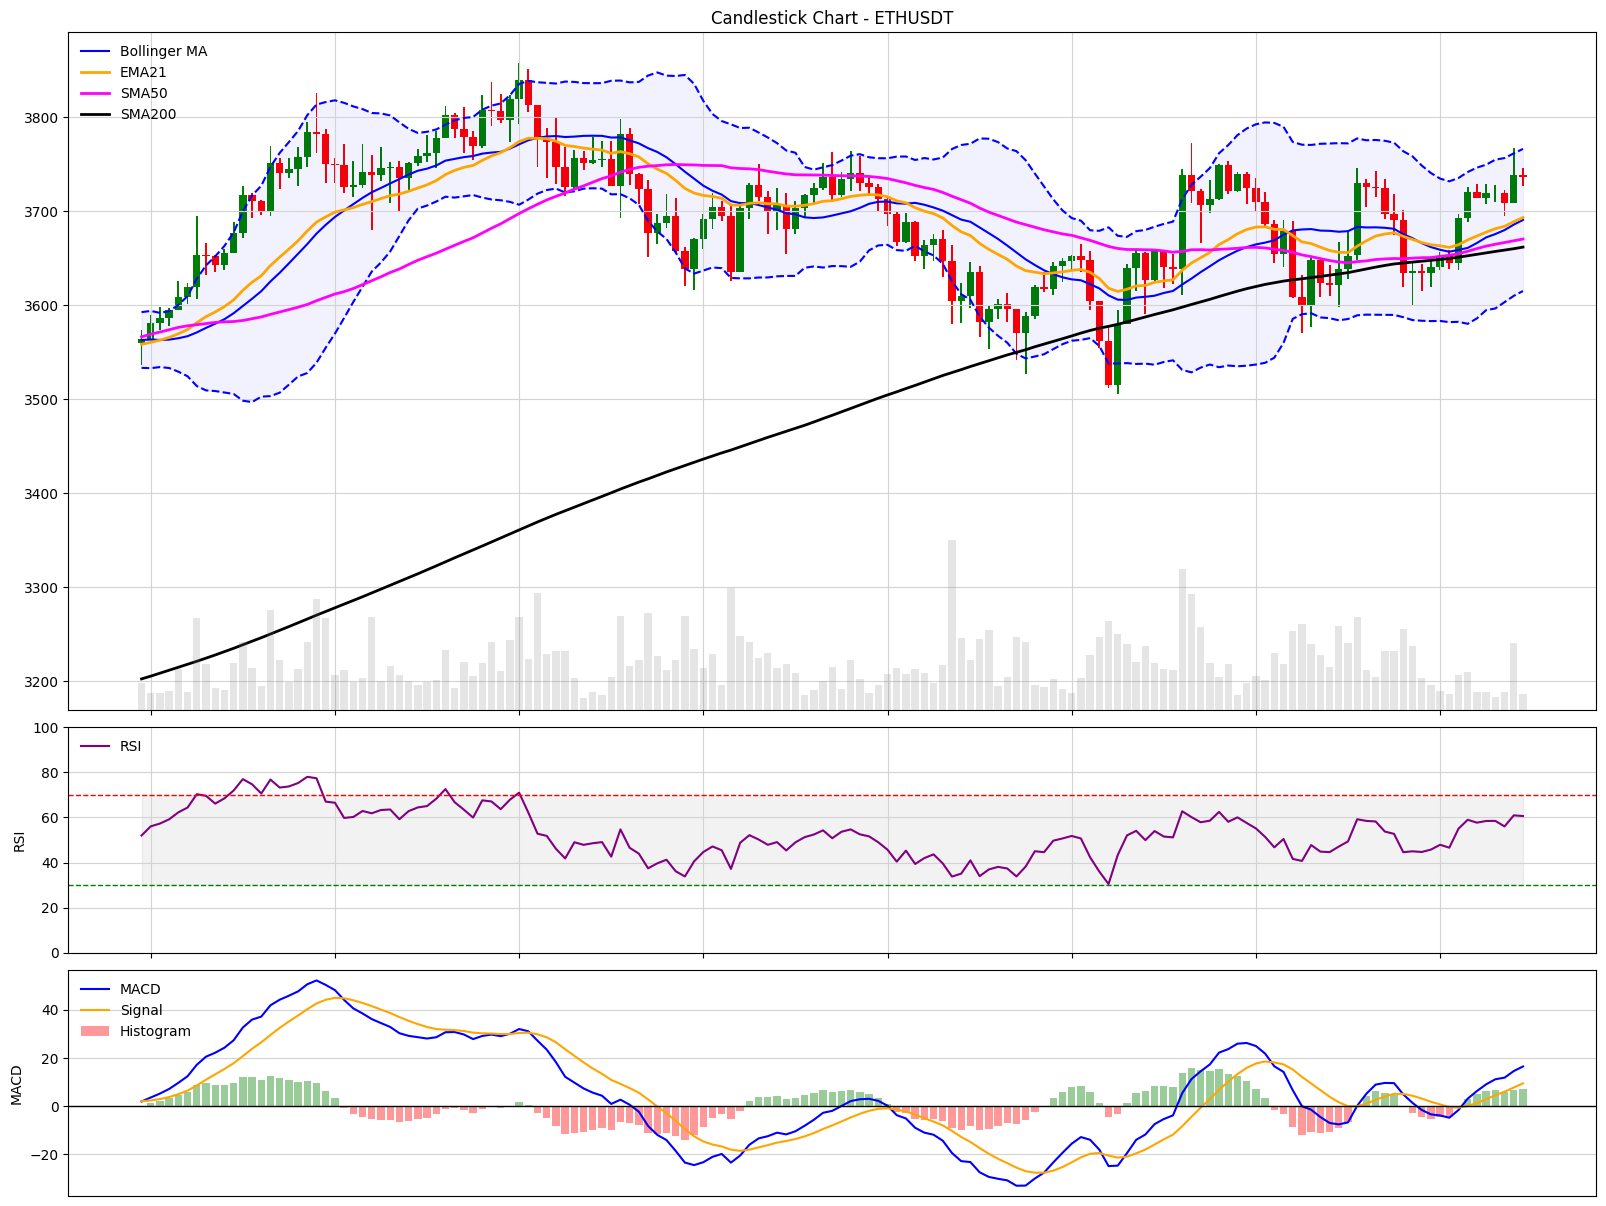 Candlestick Chart - ETHUSDT
Bollinger MA
EMA21
SMA50
SMA200
3800
3700
3600
3500
3400
3300
3200
RSI
100
80
60
40
20
0
RSI
MACD
Signal
Histogram
40
20
0
−20
MACD